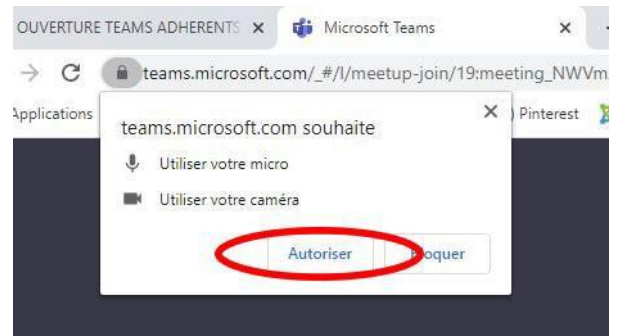 OUVERTURE TEAMS ADHERENTS
Microsoft Teams
teams.microsoft.com/_#/l/meetup-join/19:meeting_NWVm
Applications
Pinterest
teams.microsoft.com souhaite
Utiliser votre micro
Utiliser votre caméra
Autoriser